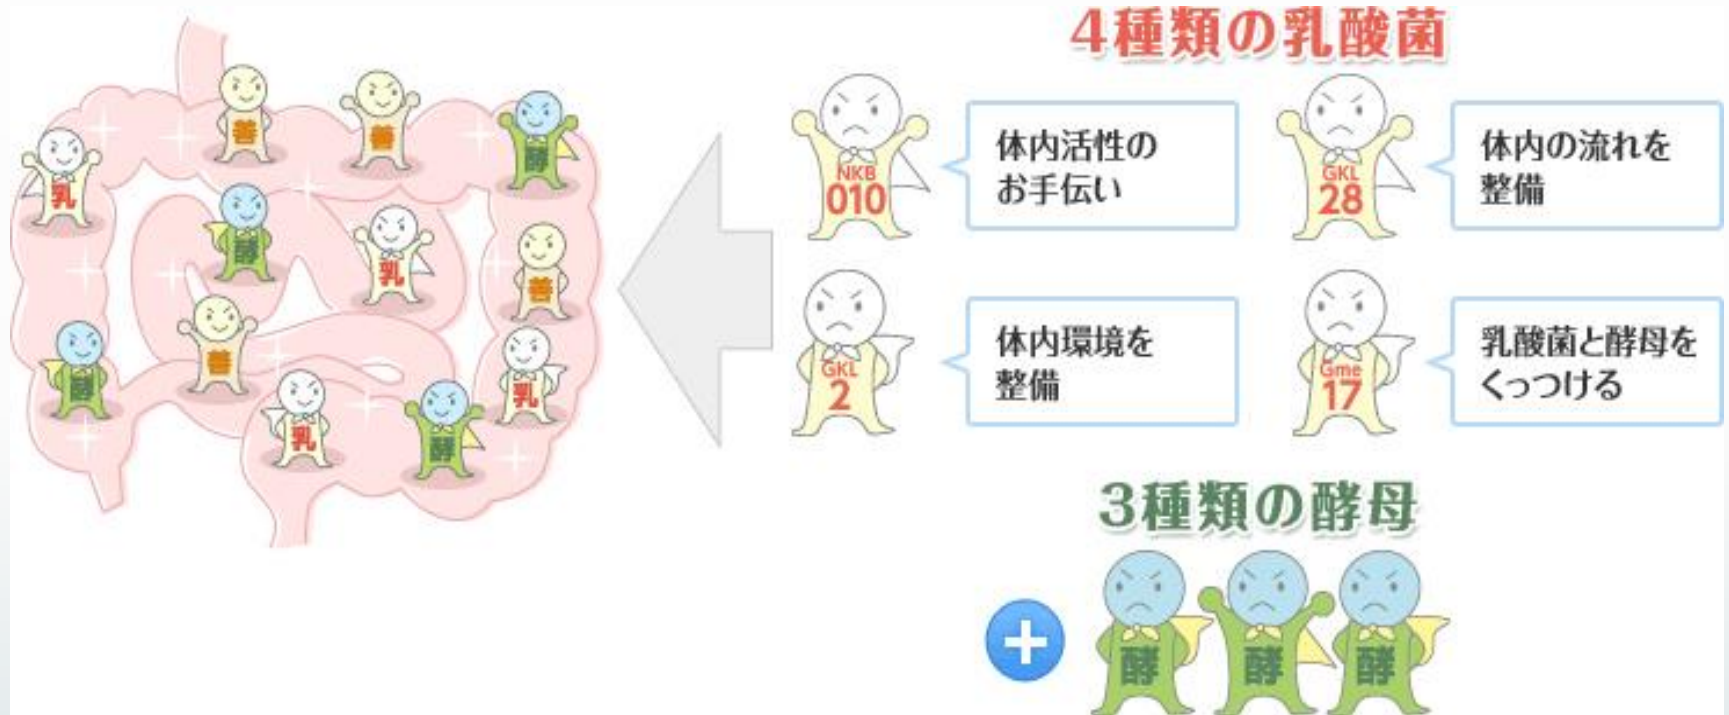 4種類の乳酸菌
NKB
010
体内活性の
お手伝い
GKL
28
体内の流れを
整備
GKL
2
体内環境を
整備
Gme
17
乳酸菌と酵母を
くっつける
3種類の酵母
酵
酵
酵
善
善
酵
乳
酵
乳
善
善
酵
乳
乳
酵